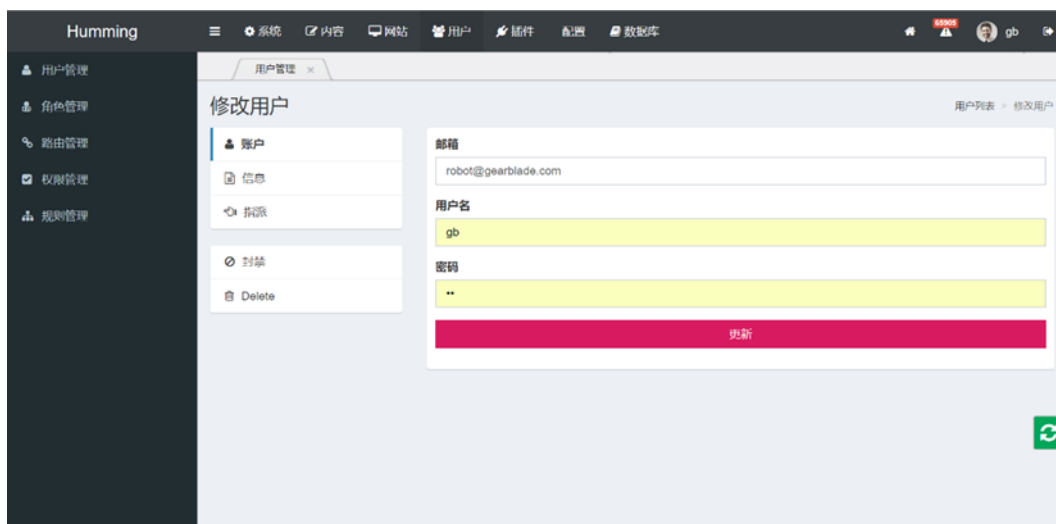 Humming
系统 内容 网站 用户 插件 配置 数据库 65905 gb
用户管理
角色管理
路由管理
权限管理
规则管理
用户管理 ×
修改用户
用户列表 > 修改用户
账户
信息
指派
封禁
Delete
邮箱
robot@gearblade.com
用户名
gb
密码
••
更新